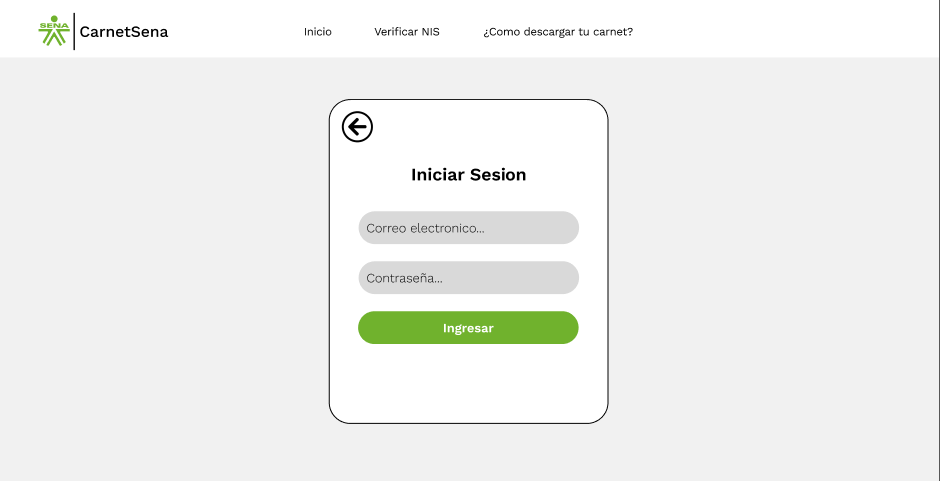 SENA
CarnetSena
Inicio
Verificar NIS
¿Como descargar tu carnet?
Iniciar Sesion
Correo electronico...
Contraseña...
Ingresar